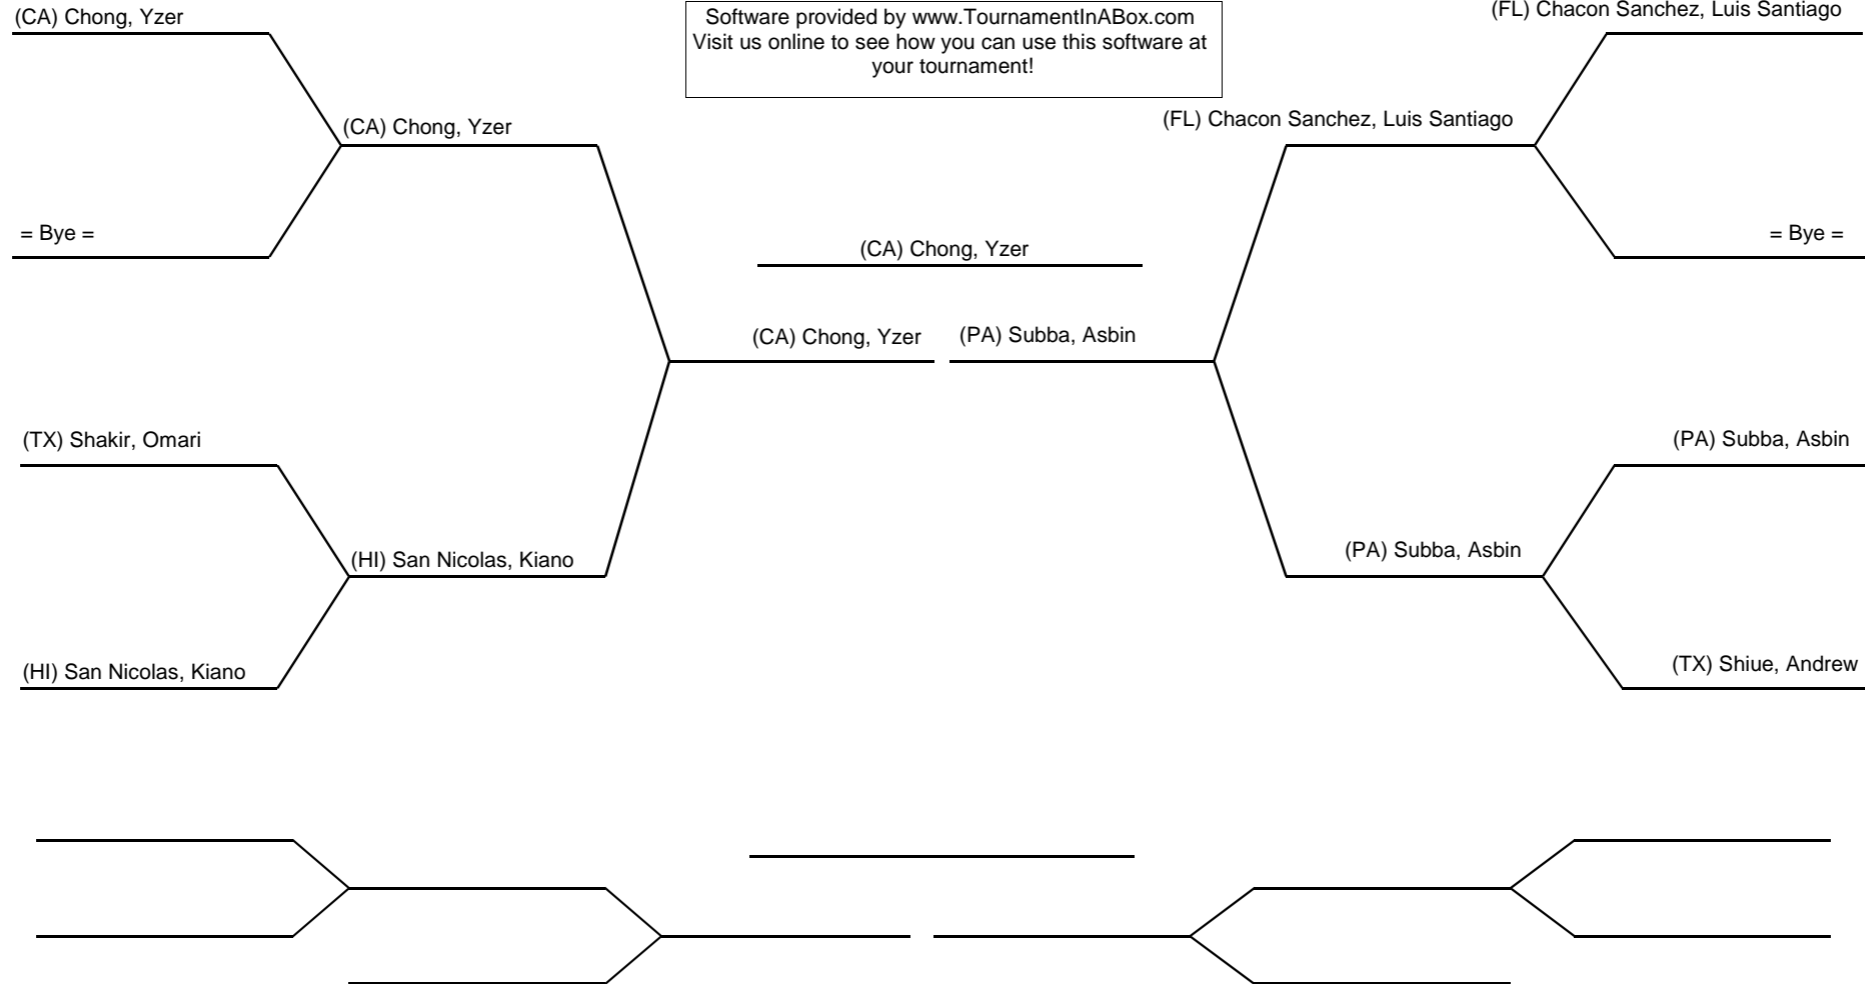 (CA) Chong, Yzer
Software provided by www.TournamentInABox.com
Visit us online to see how you can use this software at
your tournament!
(FL) Chacon Sanchez, Luis Santiago
(CA) Chong, Yzer
(FL) Chacon Sanchez, Luis Santiago
= Bye =
(CA) Chong, Yzer
= Bye =
(CA) Chong, Yzer
(PA) Subba, Asbin
(TX) Shakir, Omari
(PA) Subba, Asbin
(HI) San Nicolas, Kiano
(PA) Subba, Asbin
(HI) San Nicolas, Kiano
(TX) Shiue, Andrew